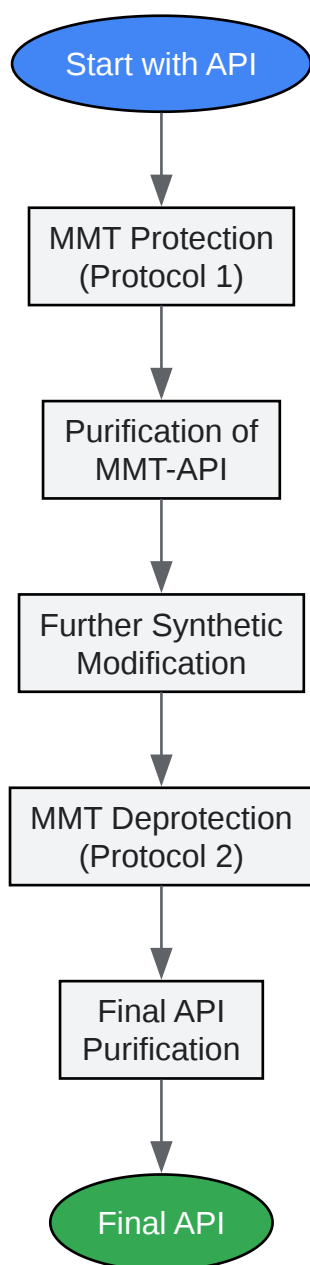 Start with API
MMT Protection
(Protocol 1)
Purification of
MMT-API
Further Synthetic
Modification
MMT Deprotection
(Protocol 2)
Final API
Purification
Final API